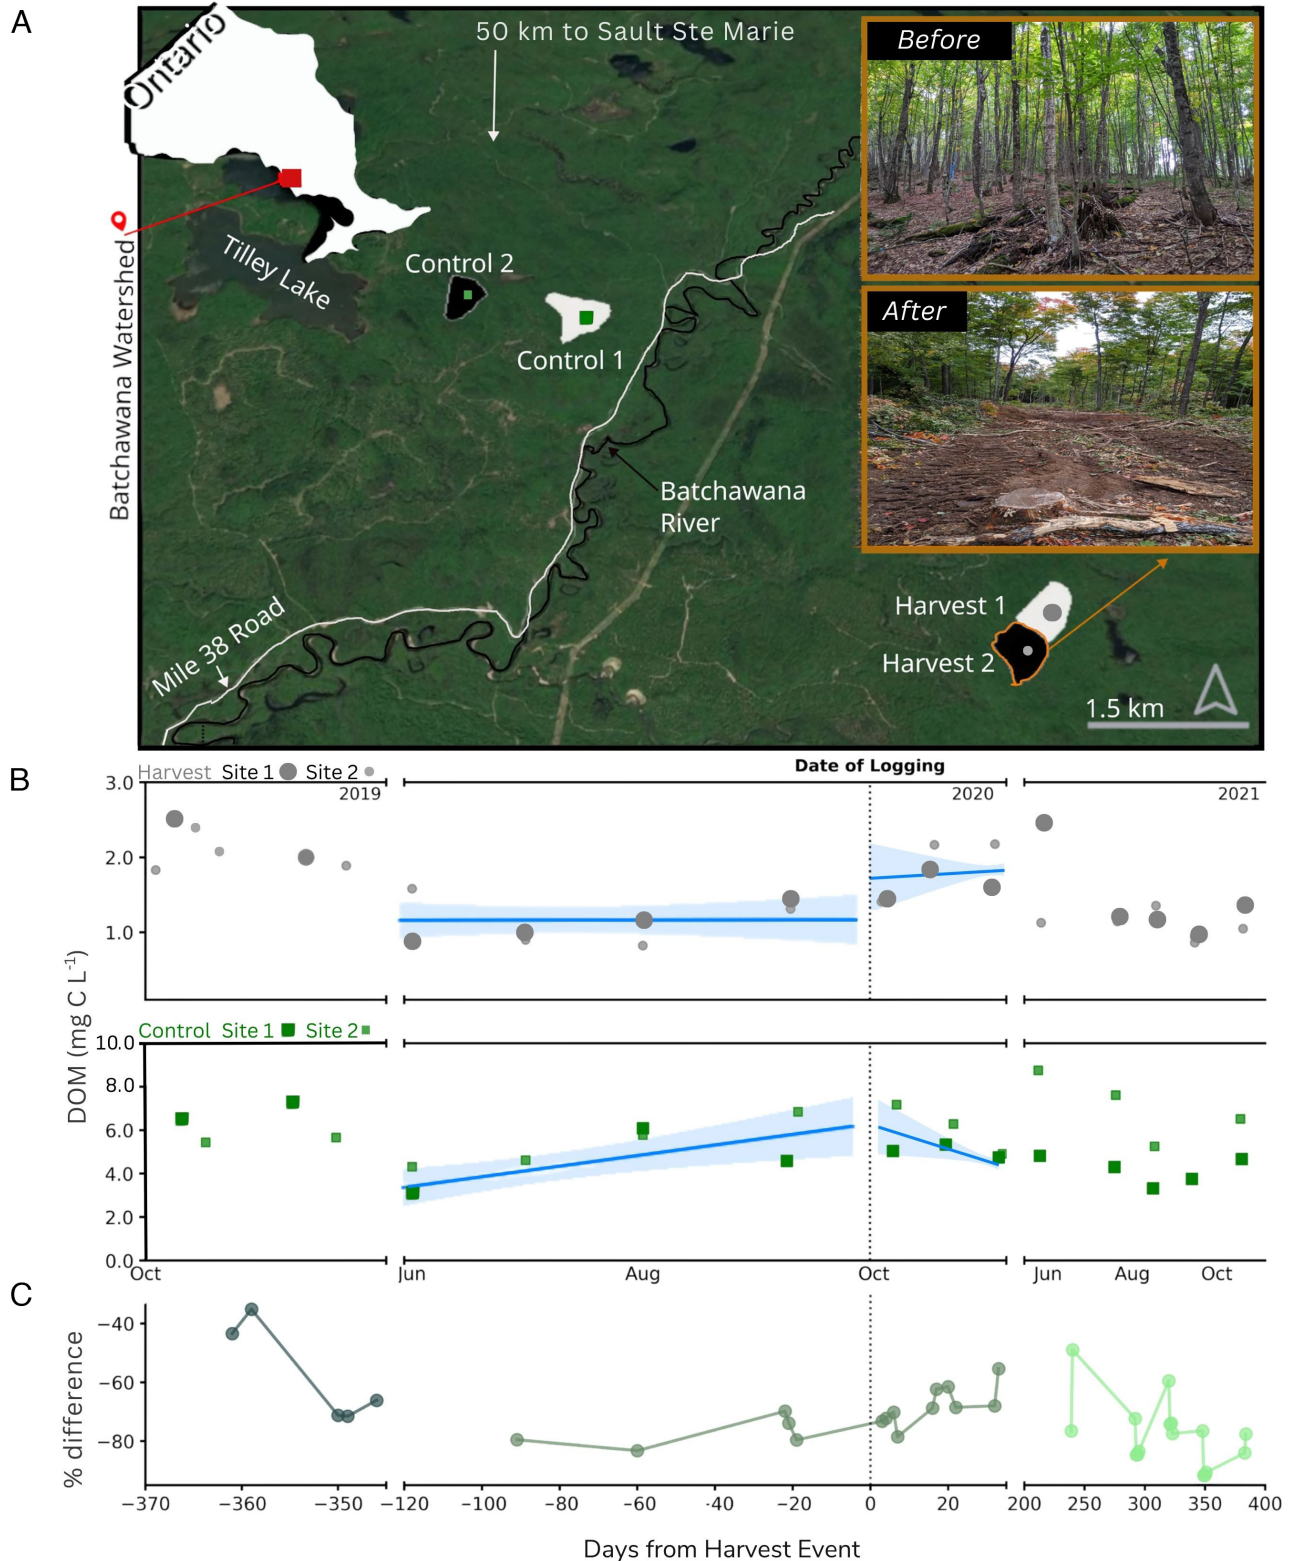 A
Ontario
50 km to Sault Ste Marie
Before
Batchawana Watershed
Tilley Lake
Control 2
Control 1
After
Batchawana
River
Mile 38 Road
Harvest 1
Harvest 2
1.5 km
B
Harvest Site 1 Site 2
Date of Logging
2019
2020
2021
3.0
2.0
1.0
DOM (mg C L⁻¹)
Control Site 1 Site 2
10.0
8.0
6.0
4.0
2.0
0.0
Oct
Jun
Aug
Oct
Jun
Aug
Oct
C
% difference
−40
−60
−80
−370
−360
−350
−120
−100
−80
−60
−40
−20
0
20
200
250
300
350
400
Days from Harvest Event